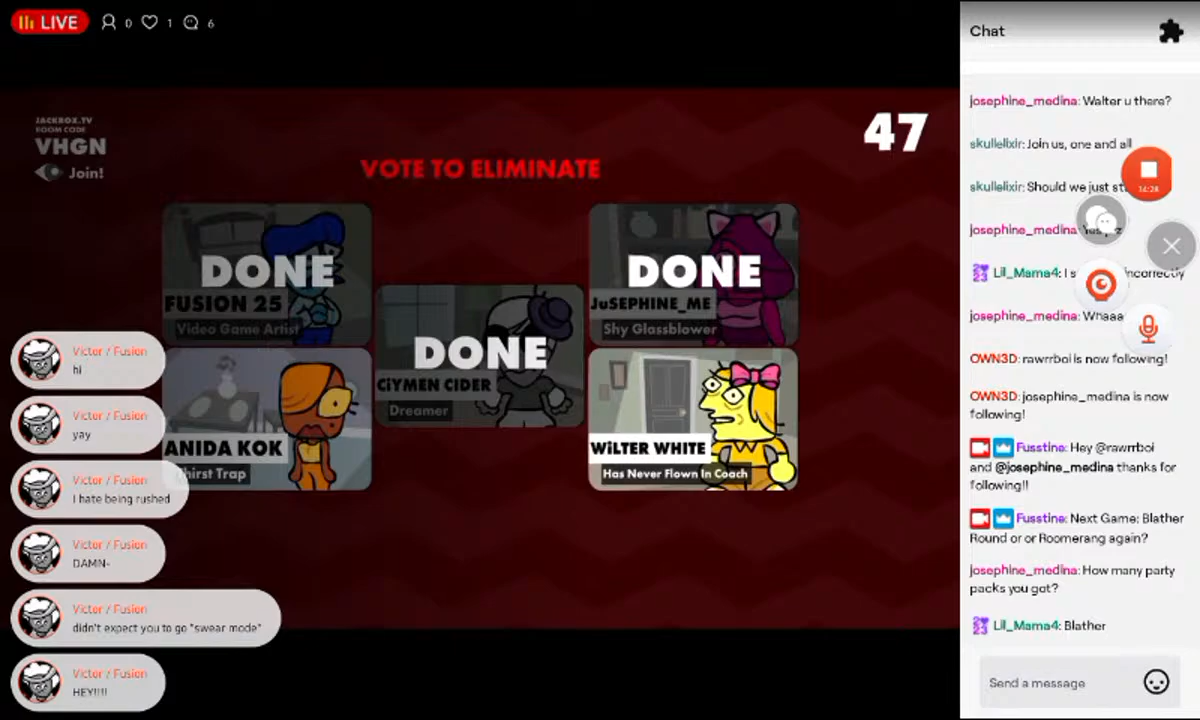 LIVE 0 1 6
JACKBOX.TV
ROOM CODE
VHGN
Join!
47
VOTE TO ELIMINATE
DONE
FUSION 25
Video Game Artist
DONE
JuSEPHINE_ME
Shy Glassblower
DONE
CiYMEN CIDER
Dreamer
ANIDA KOK
Thirst Trap
WiLTER WHITE
Has Never Flown In Coach
Victor / Fusion
hi
Victor / Fusion
yay
Victor / Fusion
I hate being rushed
Victor / Fusion
DAMN-
Victor / Fusion
didn't expect you to go "swear mode"
Victor / Fusion
HEY!!!!!
Chat
josephine_medina: Walter u there?
skullelixir: Join us, one and all
skullelixir: Should we just
14:28
josephine_medina:
Lil_Mama4: I incorrectly
josephine_medina: Whaaa
OWN3D: rawrrboi is now following!
OWN3D: josephine_medina is now
following!
Fusstine: Hey @rawrrboi
and @josephine_medina thanks for
following!!
Fusstine: Next Game: Blather
Round or or Roomerang again?
josephine_medina: How many party
packs you got?
Lil_Mama4: Blather
Send a message